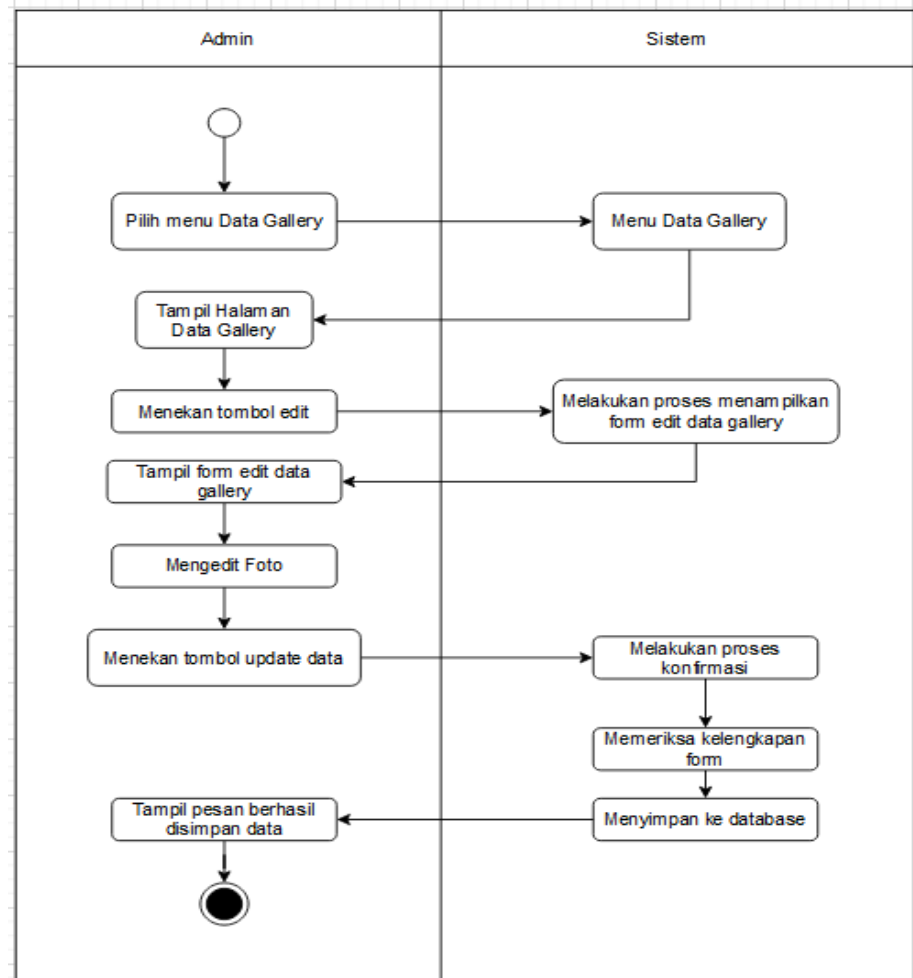 Admin
Sistem
Pilih menu Data Gallery
Menu Data Gallery
Tampil Halaman
Data Gallery
Menekan tombol edit
Melakukan proses menampilkan
form edit data gallery
Tampil form edit data
gallery
Mengedit Foto
Menekan tombol update data
Melakukan proses
konfirmasi
Memeriksa kelengkapan
form
Tampil pesan berhasil
disimpan data
Menyimpan ke database